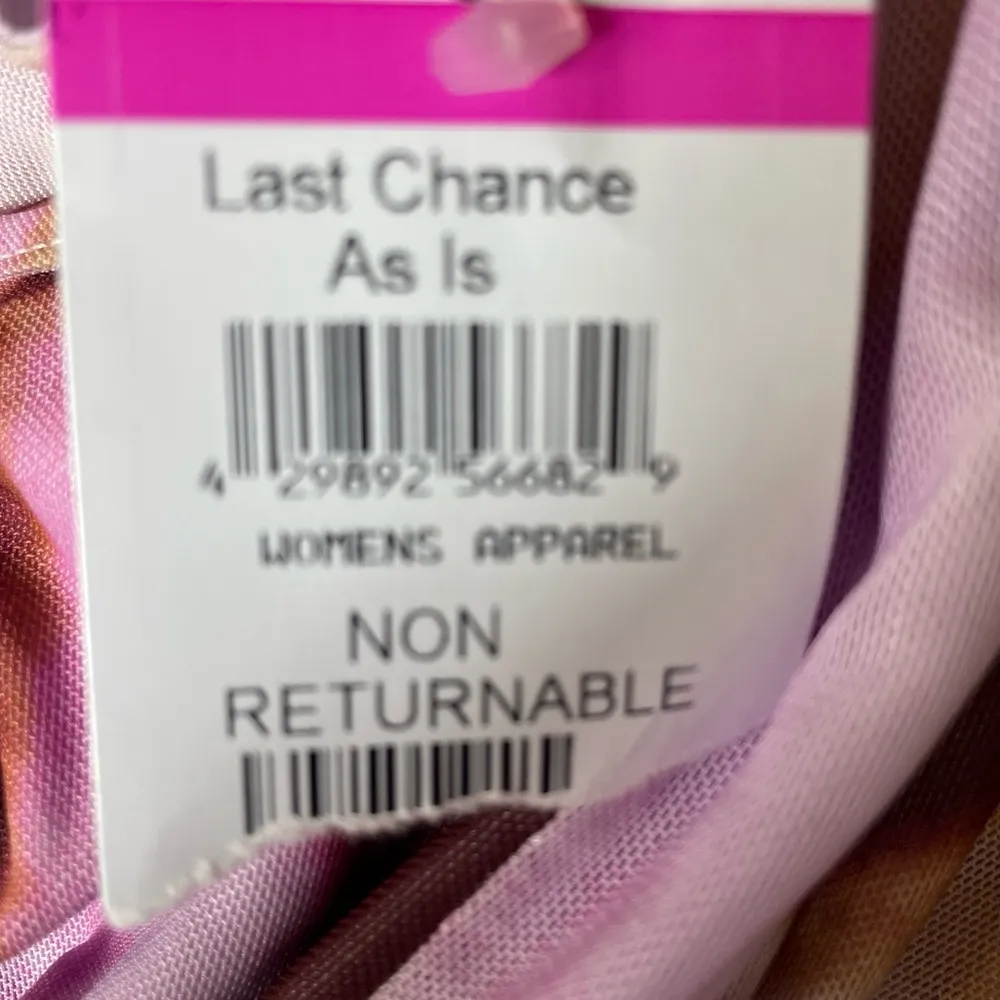 Last Chance
As Is
4 29892 56682 9
WOMENS APPAREL
NON
RETURNABLE